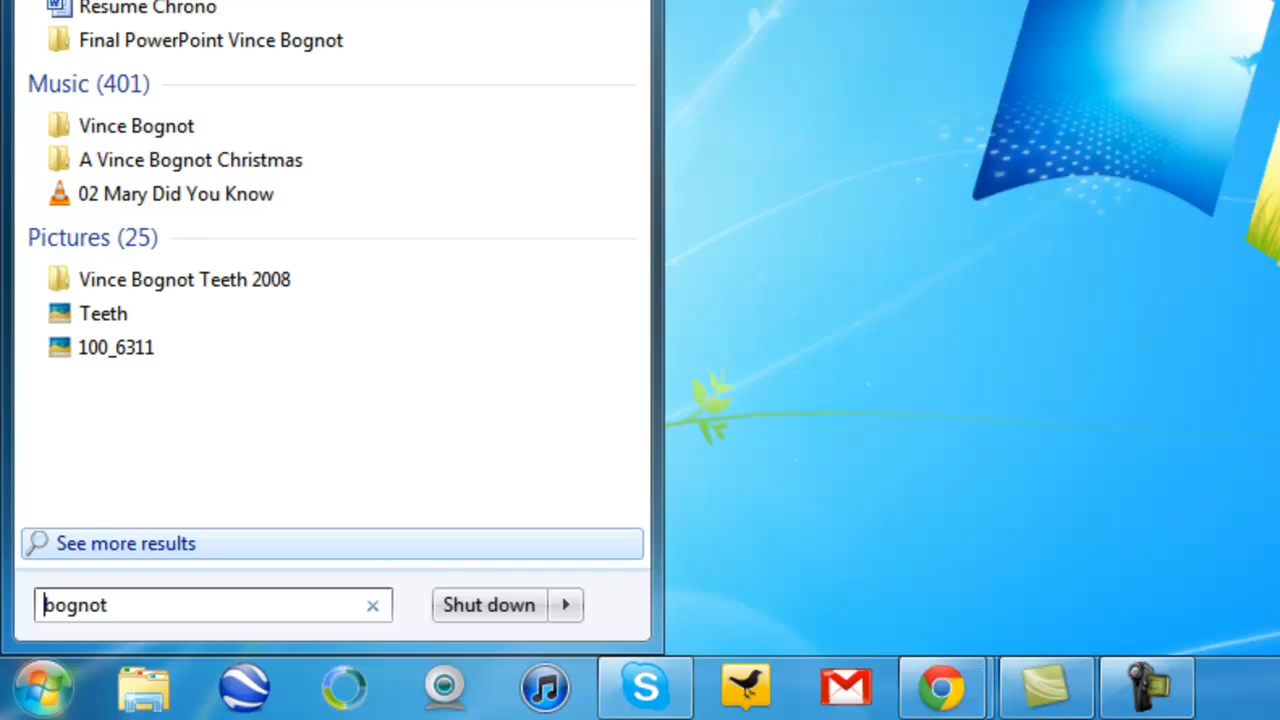 Resume Chrono
Final PowerPoint Vince Bognot
Music (401)
Vince Bognot
A Vince Bognot Christmas
02 Mary Did You Know
Pictures (25)
Vince Bognot Teeth 2008
Teeth
100_6311
See more results
bognot
Shut down